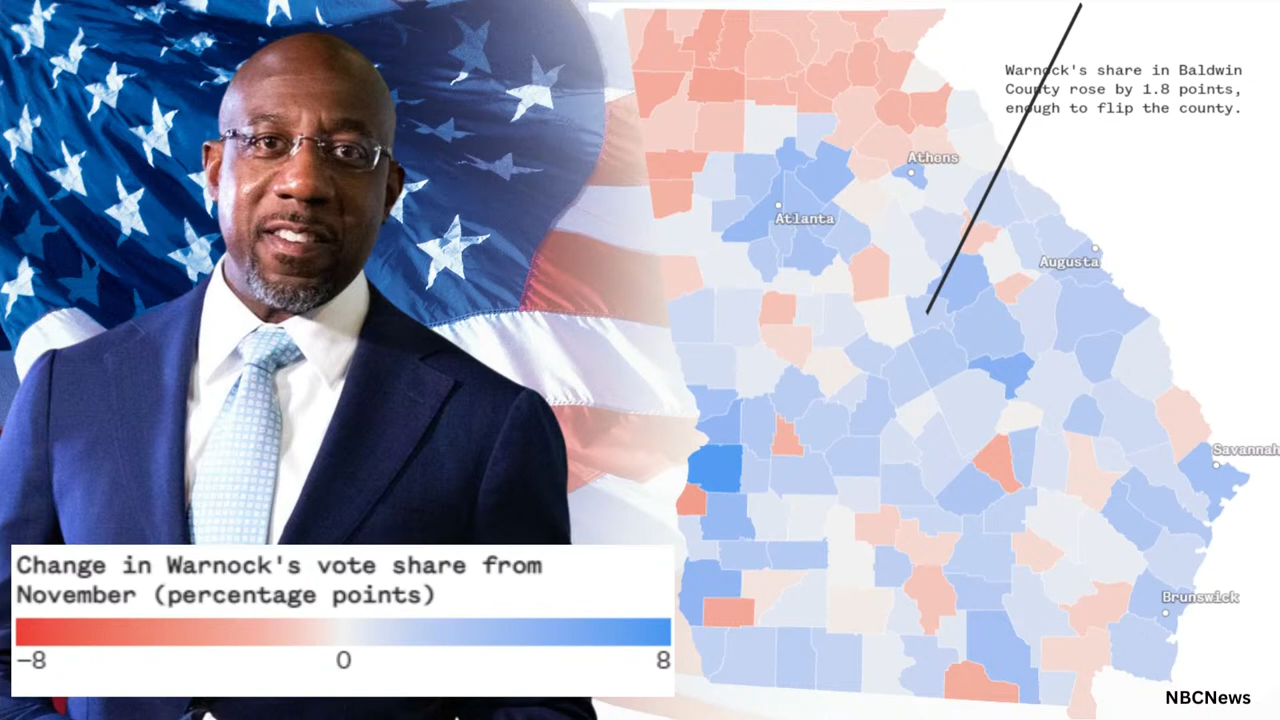 Warnock's share in Baldwin
County rose by 1.8 points,
enough to flip the county.
Athens
Atlanta
Augusta
Savannah
Brunswick
Change in Warnock's vote share from
November (percentage points)
−8 0 8
NBCNews